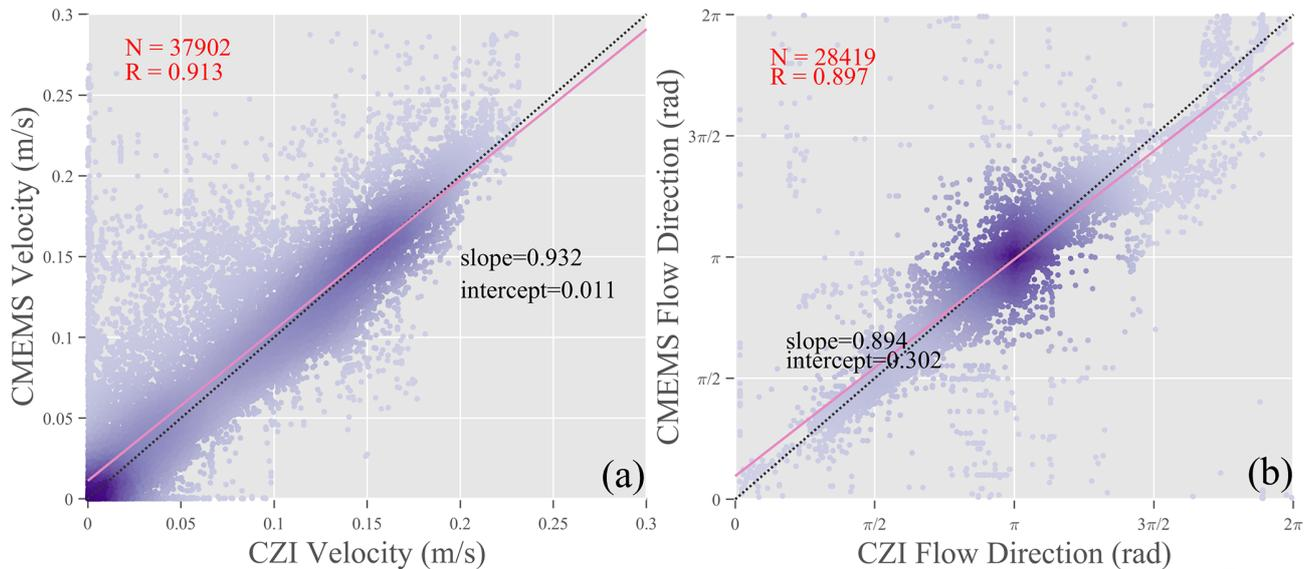 0.3
0.25
0.2
0.15
0.1
0.05
0
CMEMS Velocity (m/s)
N = 37902
R = 0.913
slope=0.932
intercept=0.011
(a)
0
0.05
0.1
0.15
0.2
0.25
0.3
CZI Velocity (m/s)
2π
3π/2
π
π/2
0
CMEMS Flow Direction (rad)
N = 28419
R = 0.897
slope=0.894
intercept=0.302
(b)
0
π/2
π
3π/2
2π
CZI Flow Direction (rad)